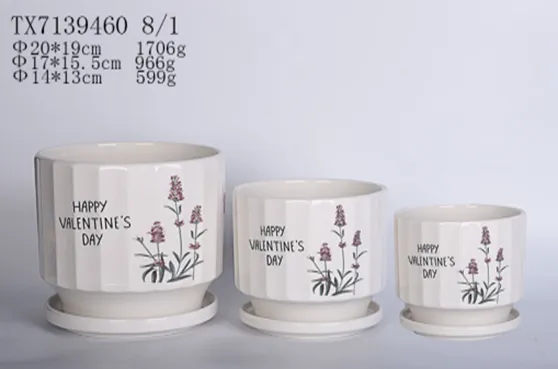 TX7139460 8/1
Φ20*19cm 1706g
Φ17*15.5cm 966g
Φ14*13cm 599g
HAPPY
VALENTINE'S
DAY
HAPPY
VALENTINE'S
DAY
HAPPY
VALENTINE'S
DAY